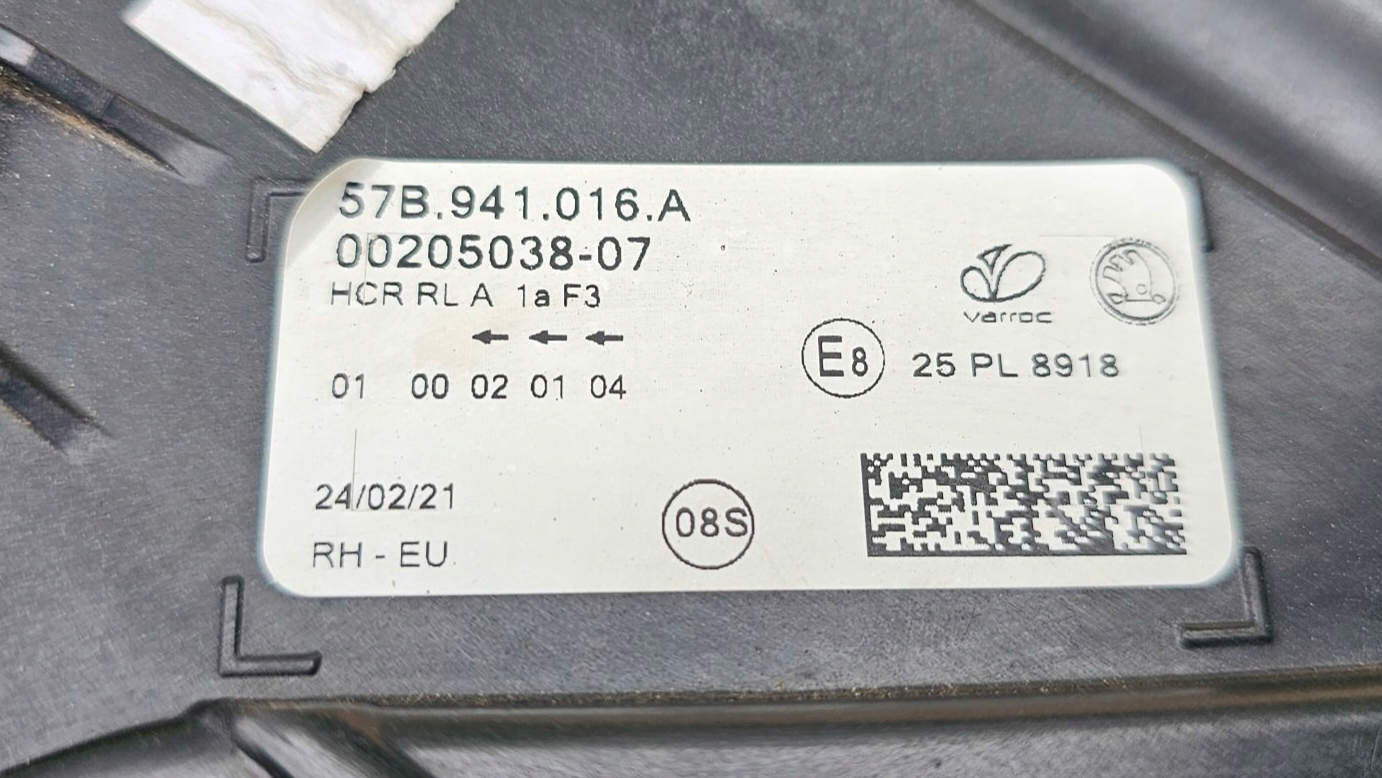 57B.941.016.A
00205038-07
HCR RL A 1a F3
01 00 02 01 04
varroc
E8 25 PL 8918
24/02/21
RH - EU
08S